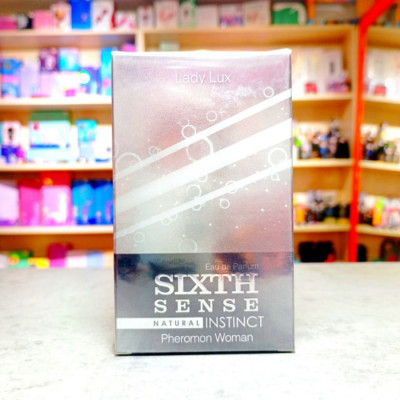 Lady Lux
Eau de Parfum
SIXTH
SENSE
NATURAL INSTINCT
Pheromon Woman